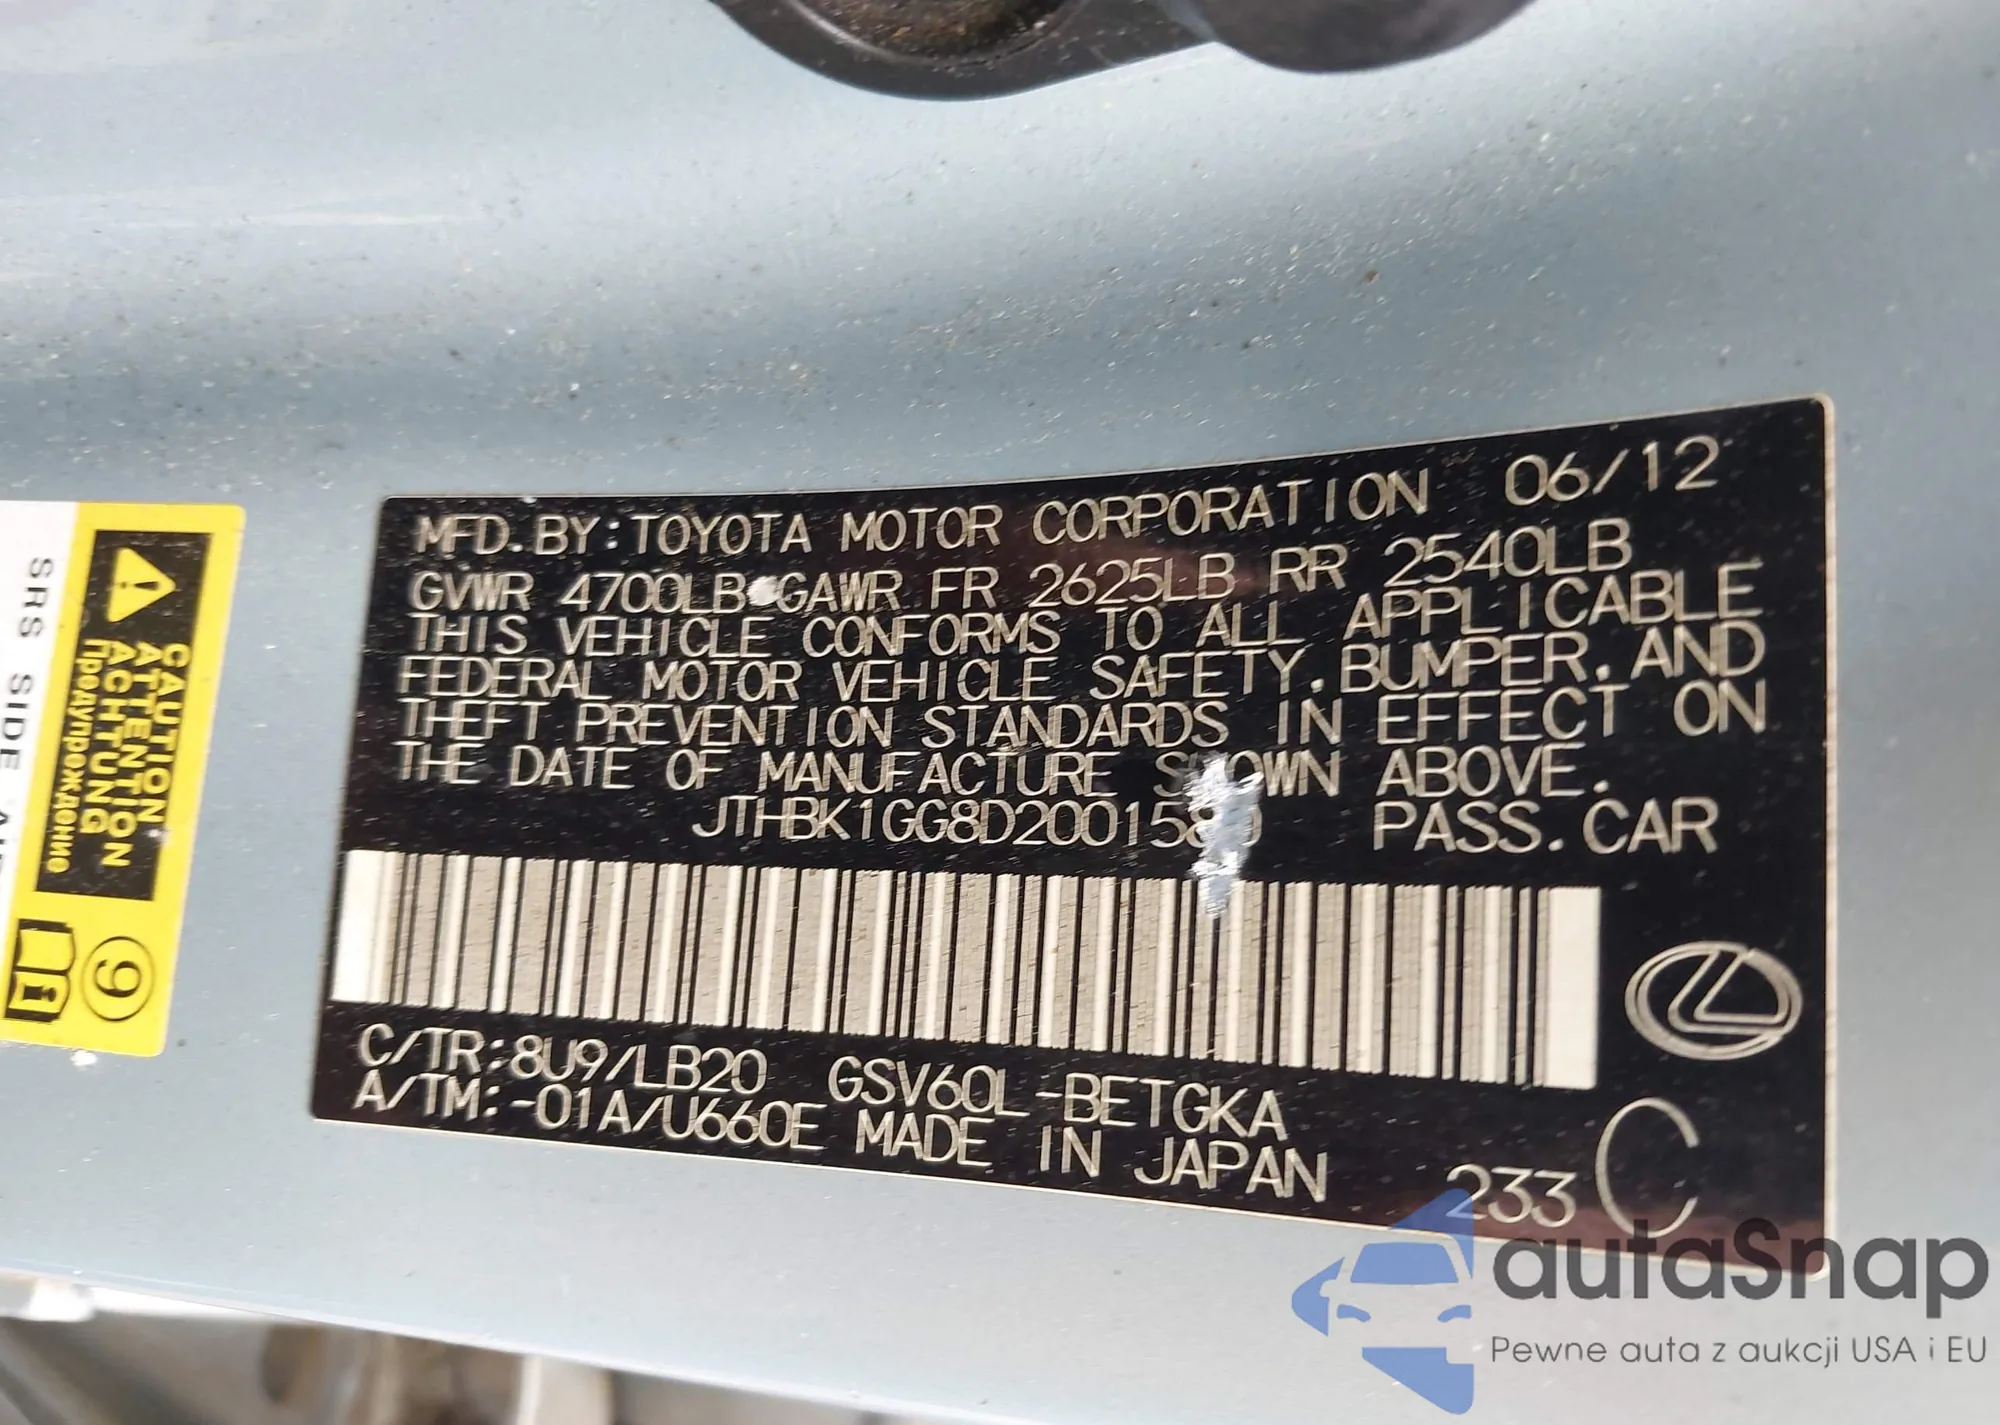 MFD.BY:TOYOTA MOTOR CORPORATION 06/12
GVWR 4700LB GAWR FR 2625LB RR 2540LB
THIS VEHICLE CONFORMS TO ALL APPLICABLE
FEDERAL MOTOR VEHICLE SAFETY.BUMPER.AND
THEFT PREVENTION STANDARDS IN EFFECT ON
THE DATE OF MANUFACTURE SHOWN ABOVE.
PASS.CAR
C/TR:8U9/LB20 GSV60L-BETGKA
A/TM:-01A/U660E MADE IN JAPAN
233 C
CAUTION
ATTENTION
ACHTUNG
Предупреждение
9
SRS SIDE
autaSnap
Pewne auta z aukcji USA i EU